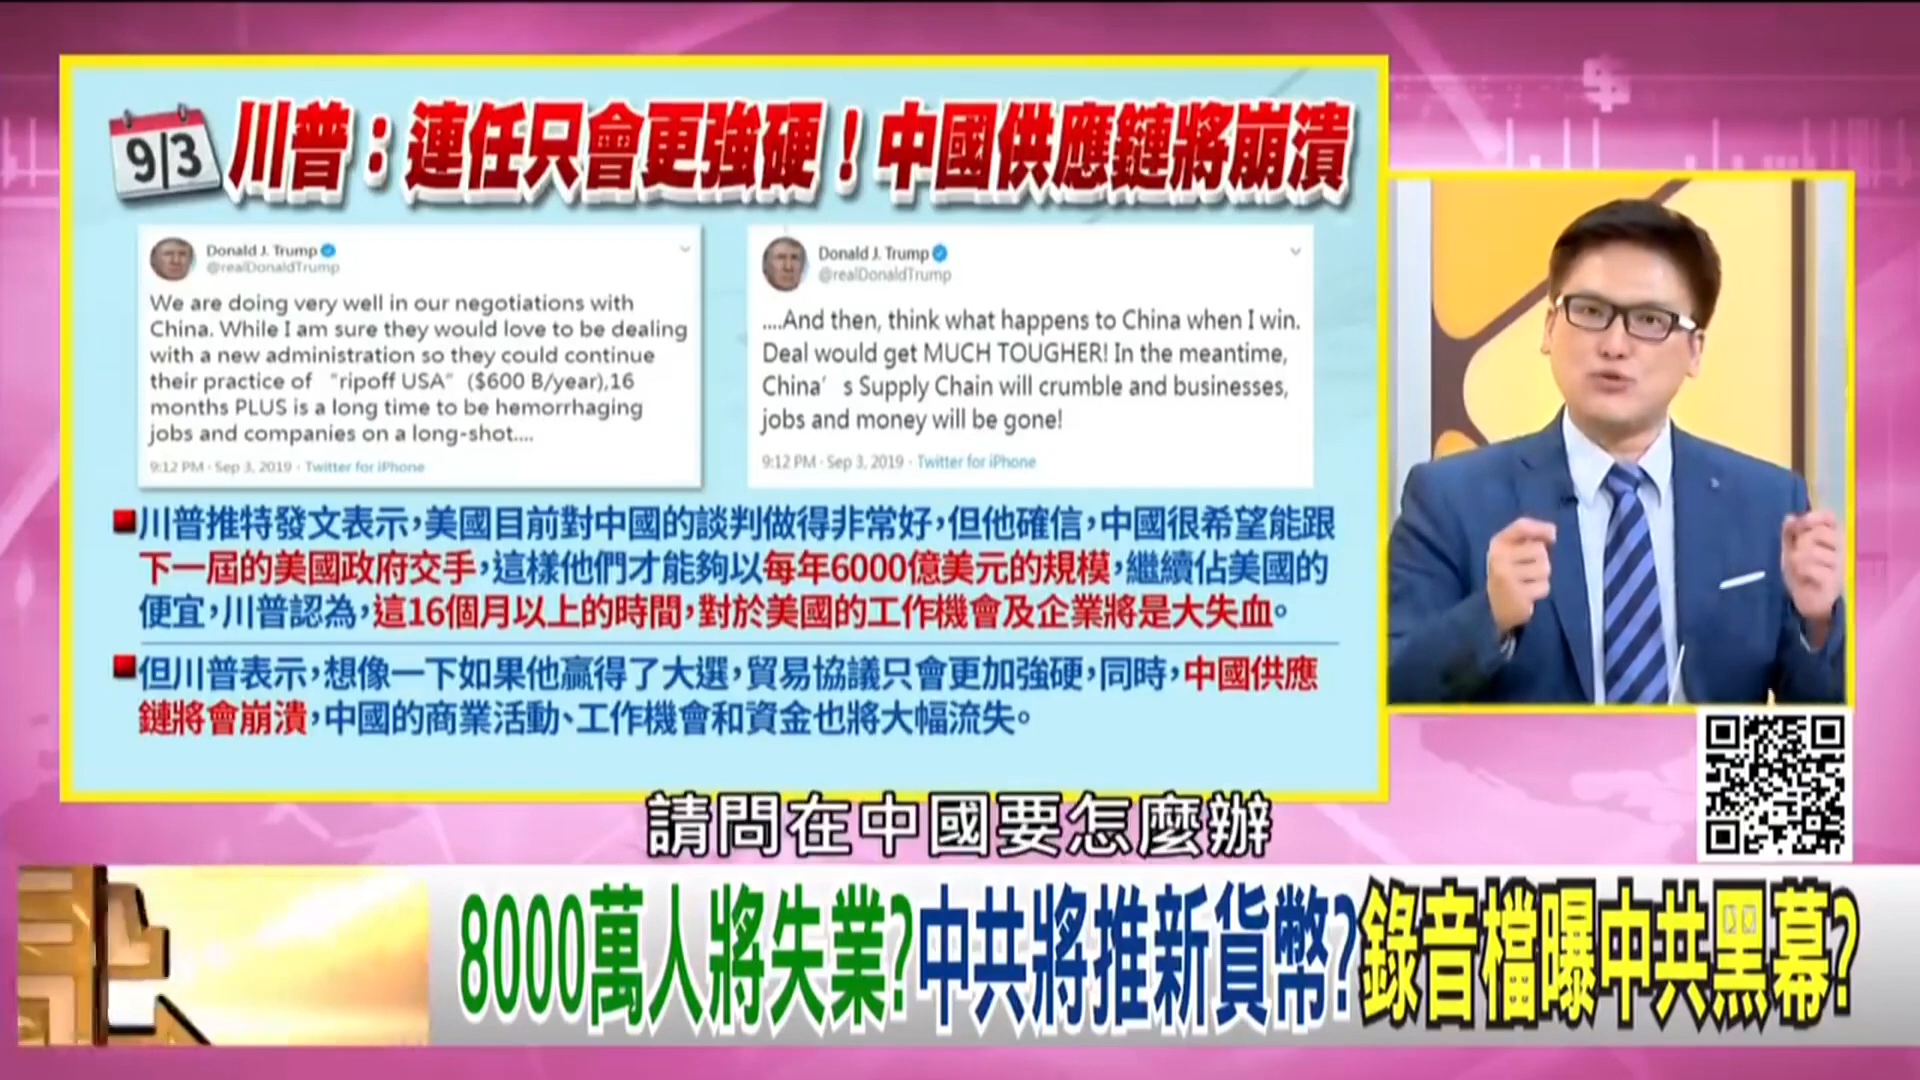 9/3
川普：連任只會更強硬！中國供應鏈將崩潰
Donald J. Trump
@realDonaldTrump
We are doing very well in our negotiations with
China. While I am sure they would love to be dealing
with a new administration so they could continue
their practice of “ripoff USA”($600 B/year),16
months PLUS is a long time to be hemorrhaging
jobs and companies on a long-shot....
9:12 PM · Sep 3, 2019 · Twitter for iPhone
Donald J. Trump
@realDonaldTrump
....And then, think what happens to China when I win.
Deal would get MUCH TOUGHER! In the meantime,
China’s Supply Chain will crumble and businesses,
jobs and money will be gone!
9:12 PM · Sep 3, 2019 · Twitter for iPhone
川普推特發文表示，美國目前對中國的談判做得非常好，但他確信，中國很希望能跟
下一屆的美國政府交手，這樣他們才能夠以每年6000億美元的規模，繼續佔美國的
便宜，川普認為，這16個月以上的時間，對於美國的工作機會及企業將是大失血。
但川普表示，想像一下如果他贏得了大選，貿易協議只會更加強硬，同時，中國供應
鏈將會崩潰，中國的商業活動、工作機會和資金也將大幅流失。
請問在中國要怎麼辦
8000萬人將失業?中共將推新貨幣?錄音檔曝中共黑幕?